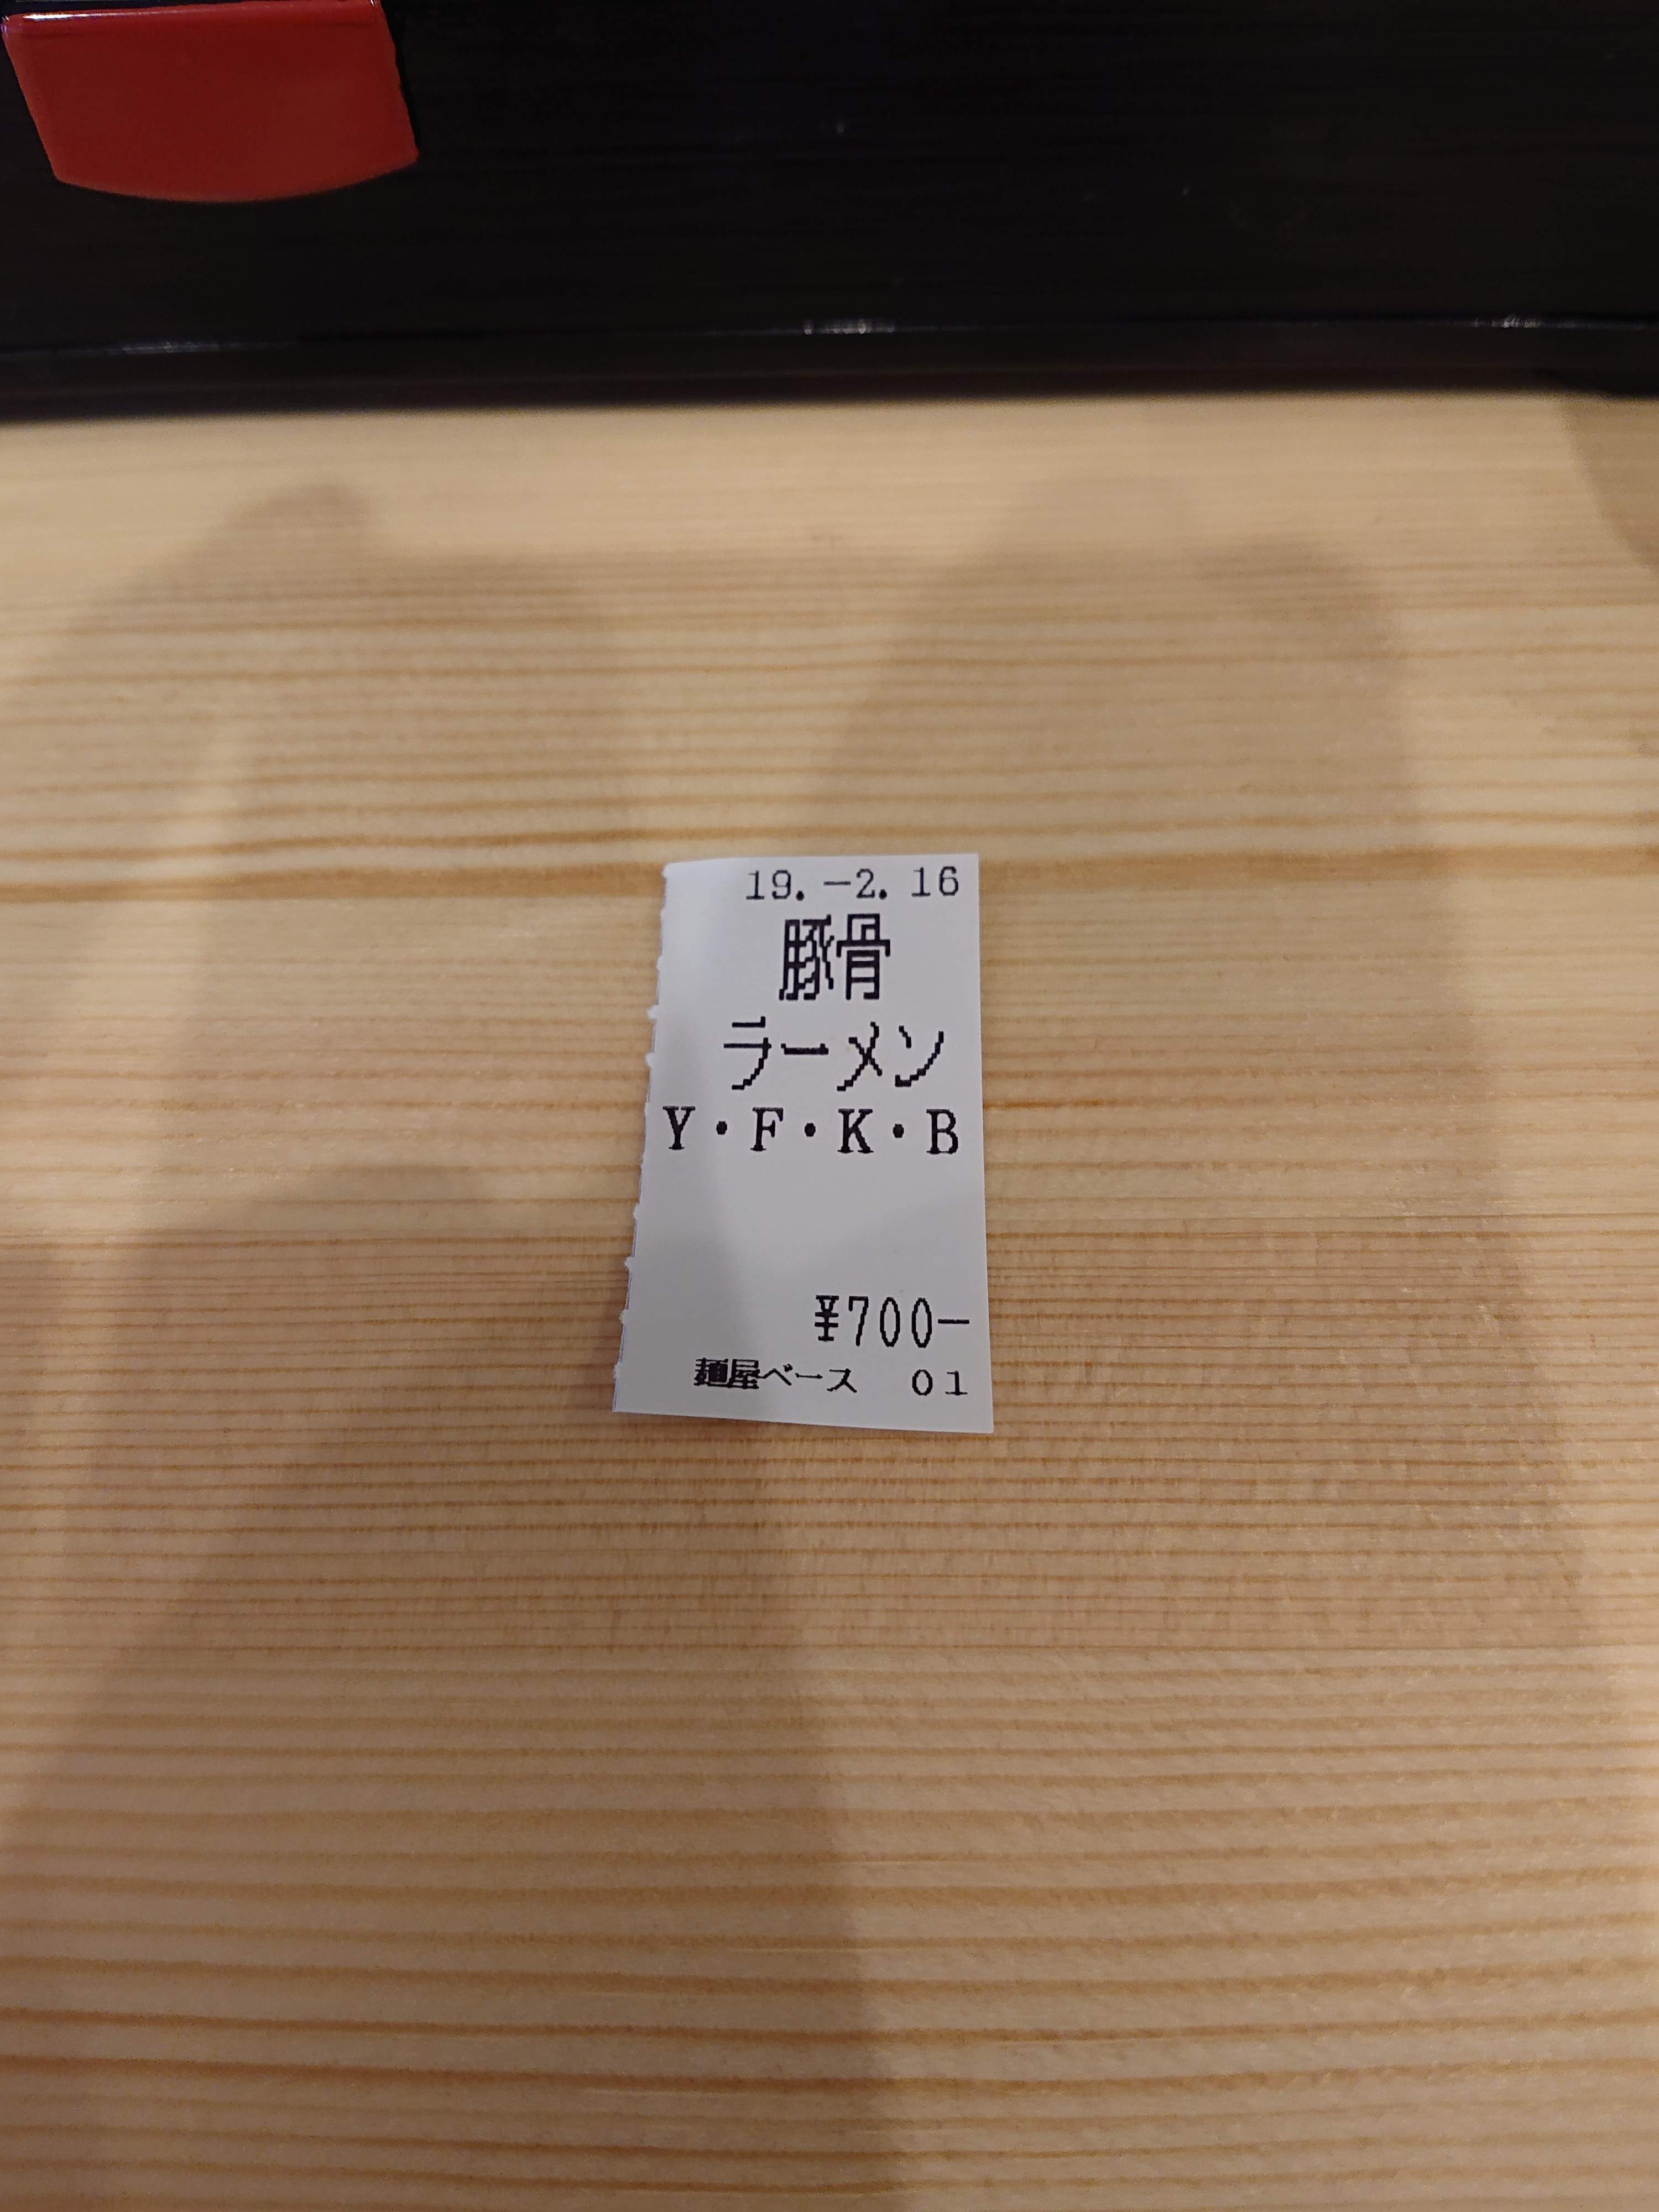 19.-2.16
豚骨
ラーメン
Y・F・K・B
¥700-
麺屋ベース 01